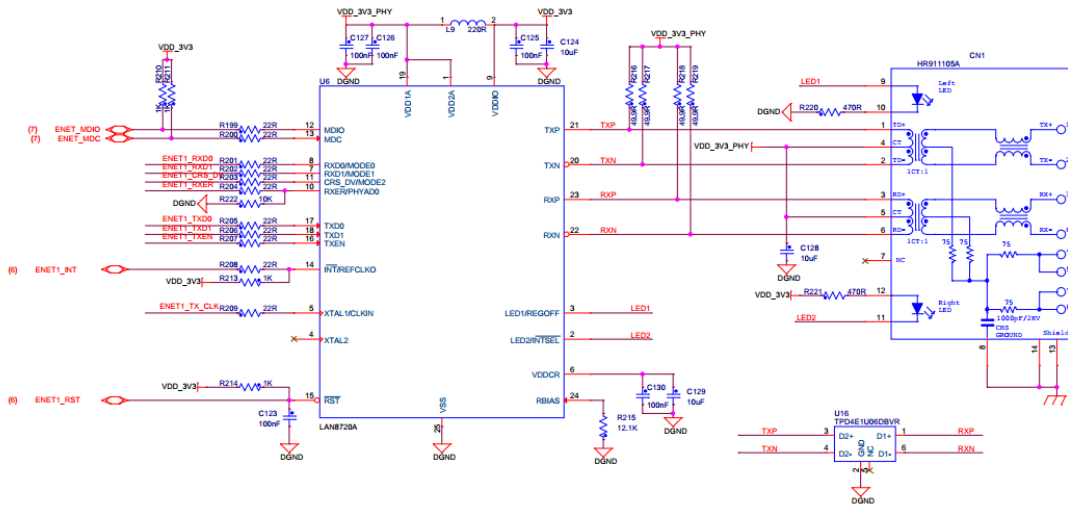 VDD_3V3_PHY
VDD_3V3
1
2
L9
220R
C127
100nF
C126
100nF
C125
100nF
C124
10uF
DGND
DGND
VDD_3V3
R210
1K
R211
1K
(7) ENET_MDIO
(7) ENET_MDC
R199 22R
R200 22R
ENET1_RXD0 R201 22R
ENET1_RXD1 R202 22R
ENET1_CRS_D R203 22R
ENET1_RXER R204 22R
DGND R222 10K
ENET1_TXD0 R205 22R
ENET1_TXD1 R206 22R
ENET1_TXEN R207 22R
(6) ENET1_INT R208 22R
VDD_3V3 R213 1K
ENET1_TX_CLK R209 22R
VDD_3V3 R214 1K
(6) ENET1_RST
C123
100nF
DGND
U6
19 1 9
VDD1A VDD2A VDDIO
12 MDIO
13 MDC
8 RXD0/MODE0
7 RXD1/MODE1
11 CRS_DV/MODE2
10 RXER/PHYAD0
17 TXD0
18 TXD1
16 TXEN
14 INT/REFCLKO
5 XTAL1/CLKIN
4 XTAL2
15 RST
VSS
25
LAN8720A
DGND
TXP 21 TXP
TXN 20 TXN
RXP 23 RXP
RXN 22 RXN
LED1/REGOFF 3 LED1
LED2/INTSEL 2 LED2
VDDCR 6
RBIAS 24
C130
100nF
C129
10uF
DGND
R215
12.1K
DGND
VDD_3V3_PHY
R216
49.9R
R217
49.9R
R218
49.9R
R219
49.9R
VDD_3V3_PHY
C128
10uF
DGND
CN1
HR911105A
LED1 9
Left
LED
DGND R220 470R 10
1 TD+
4 CT
2 TD-
1CT:1
TX+
TX-
3 RD+
5 CT
6 RD-
1CT:1
RX+
RX-
75
75
75
75
7 NC
VDD_3V3 R221 470R 12
LED2 11
Right
LED
1000pF/2KV
CHS
GROUND
Shield
8
14
13
U16
TPD4E1U06DBVR
TXP 3 D2+ D1+ 1 RXP
TXN 4 D2- D1- 6 RXN
GND
NC
2
5
DGND